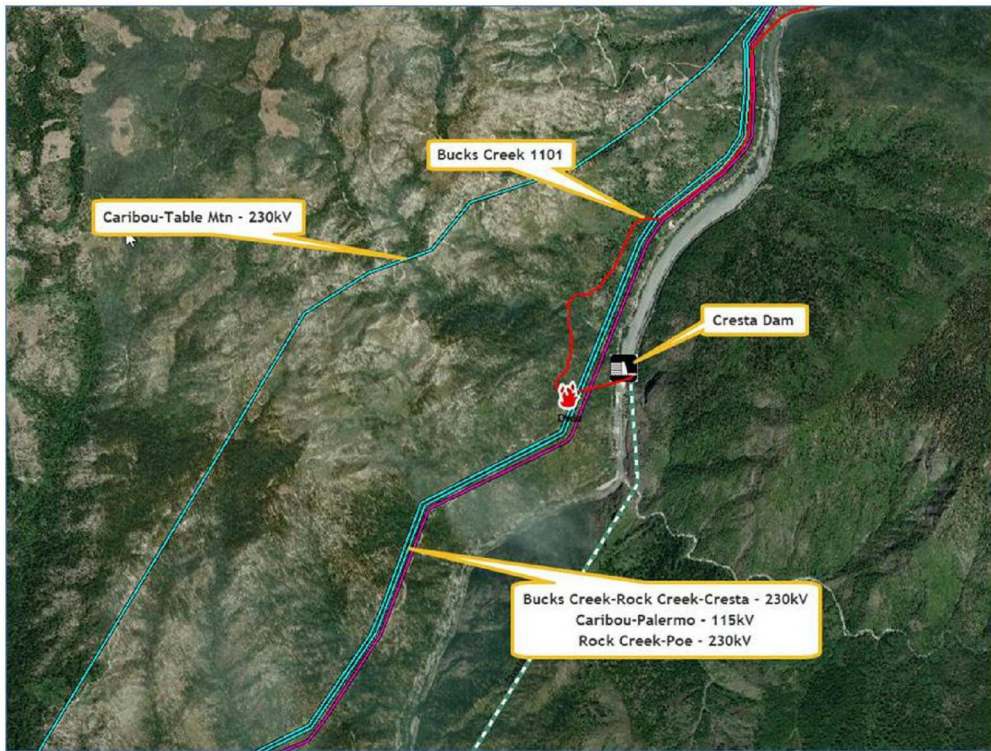 Bucks Creek 1101
Caribou-Table Mtn - 230kV
Cresta Dam
Bucks Creek-Rock Creek-Cresta - 230kV
Caribou-Palermo - 115kV
Rock Creek-Poe - 230kV